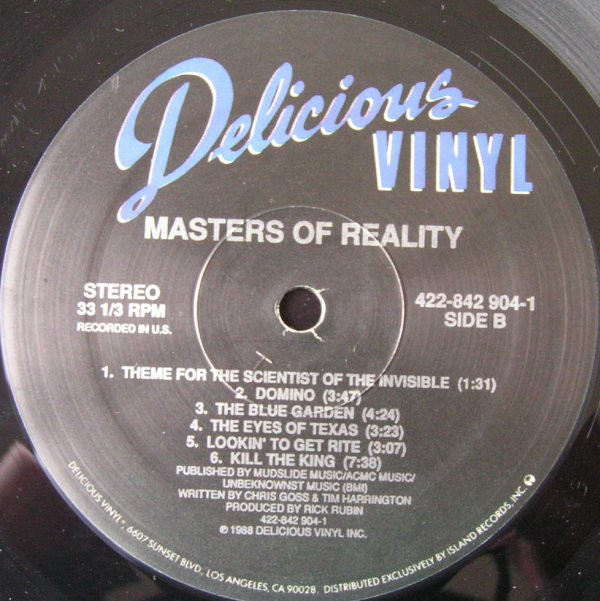 Delicious
VINYL
MASTERS OF REALITY
STEREO
33 1/3 RPM
RECORDED IN U.S.
422-842 904-1
SIDE B
1. THEME FOR THE SCIENTIST OF THE INVISIBLE (1:31)
2. DOMINO (3:47)
3. THE BLUE GARDEN (4:24)
4. THE EYES OF TEXAS (3:23)
5. LOOKIN' TO GET RITE (3:07)
6. KILL THE KING (7:38)
PUBLISHED BY MUDSLIDE MUSIC/ACMC MUSIC/
UNBEKNOWNST MUSIC (BMI)
WRITTEN BY CHRIS GOSS & TIM HARRINGTON
PRODUCED BY RICK RUBIN
422-842 904-1
℗©1988 DELICIOUS VINYL INC.
DELICIOUS VINYL, 6607 SUNSET BLVD. LOS ANGELES, CA 90028. DISTRIBUTED EXCLUSIVELY BY ISLAND RECORDS, INC.